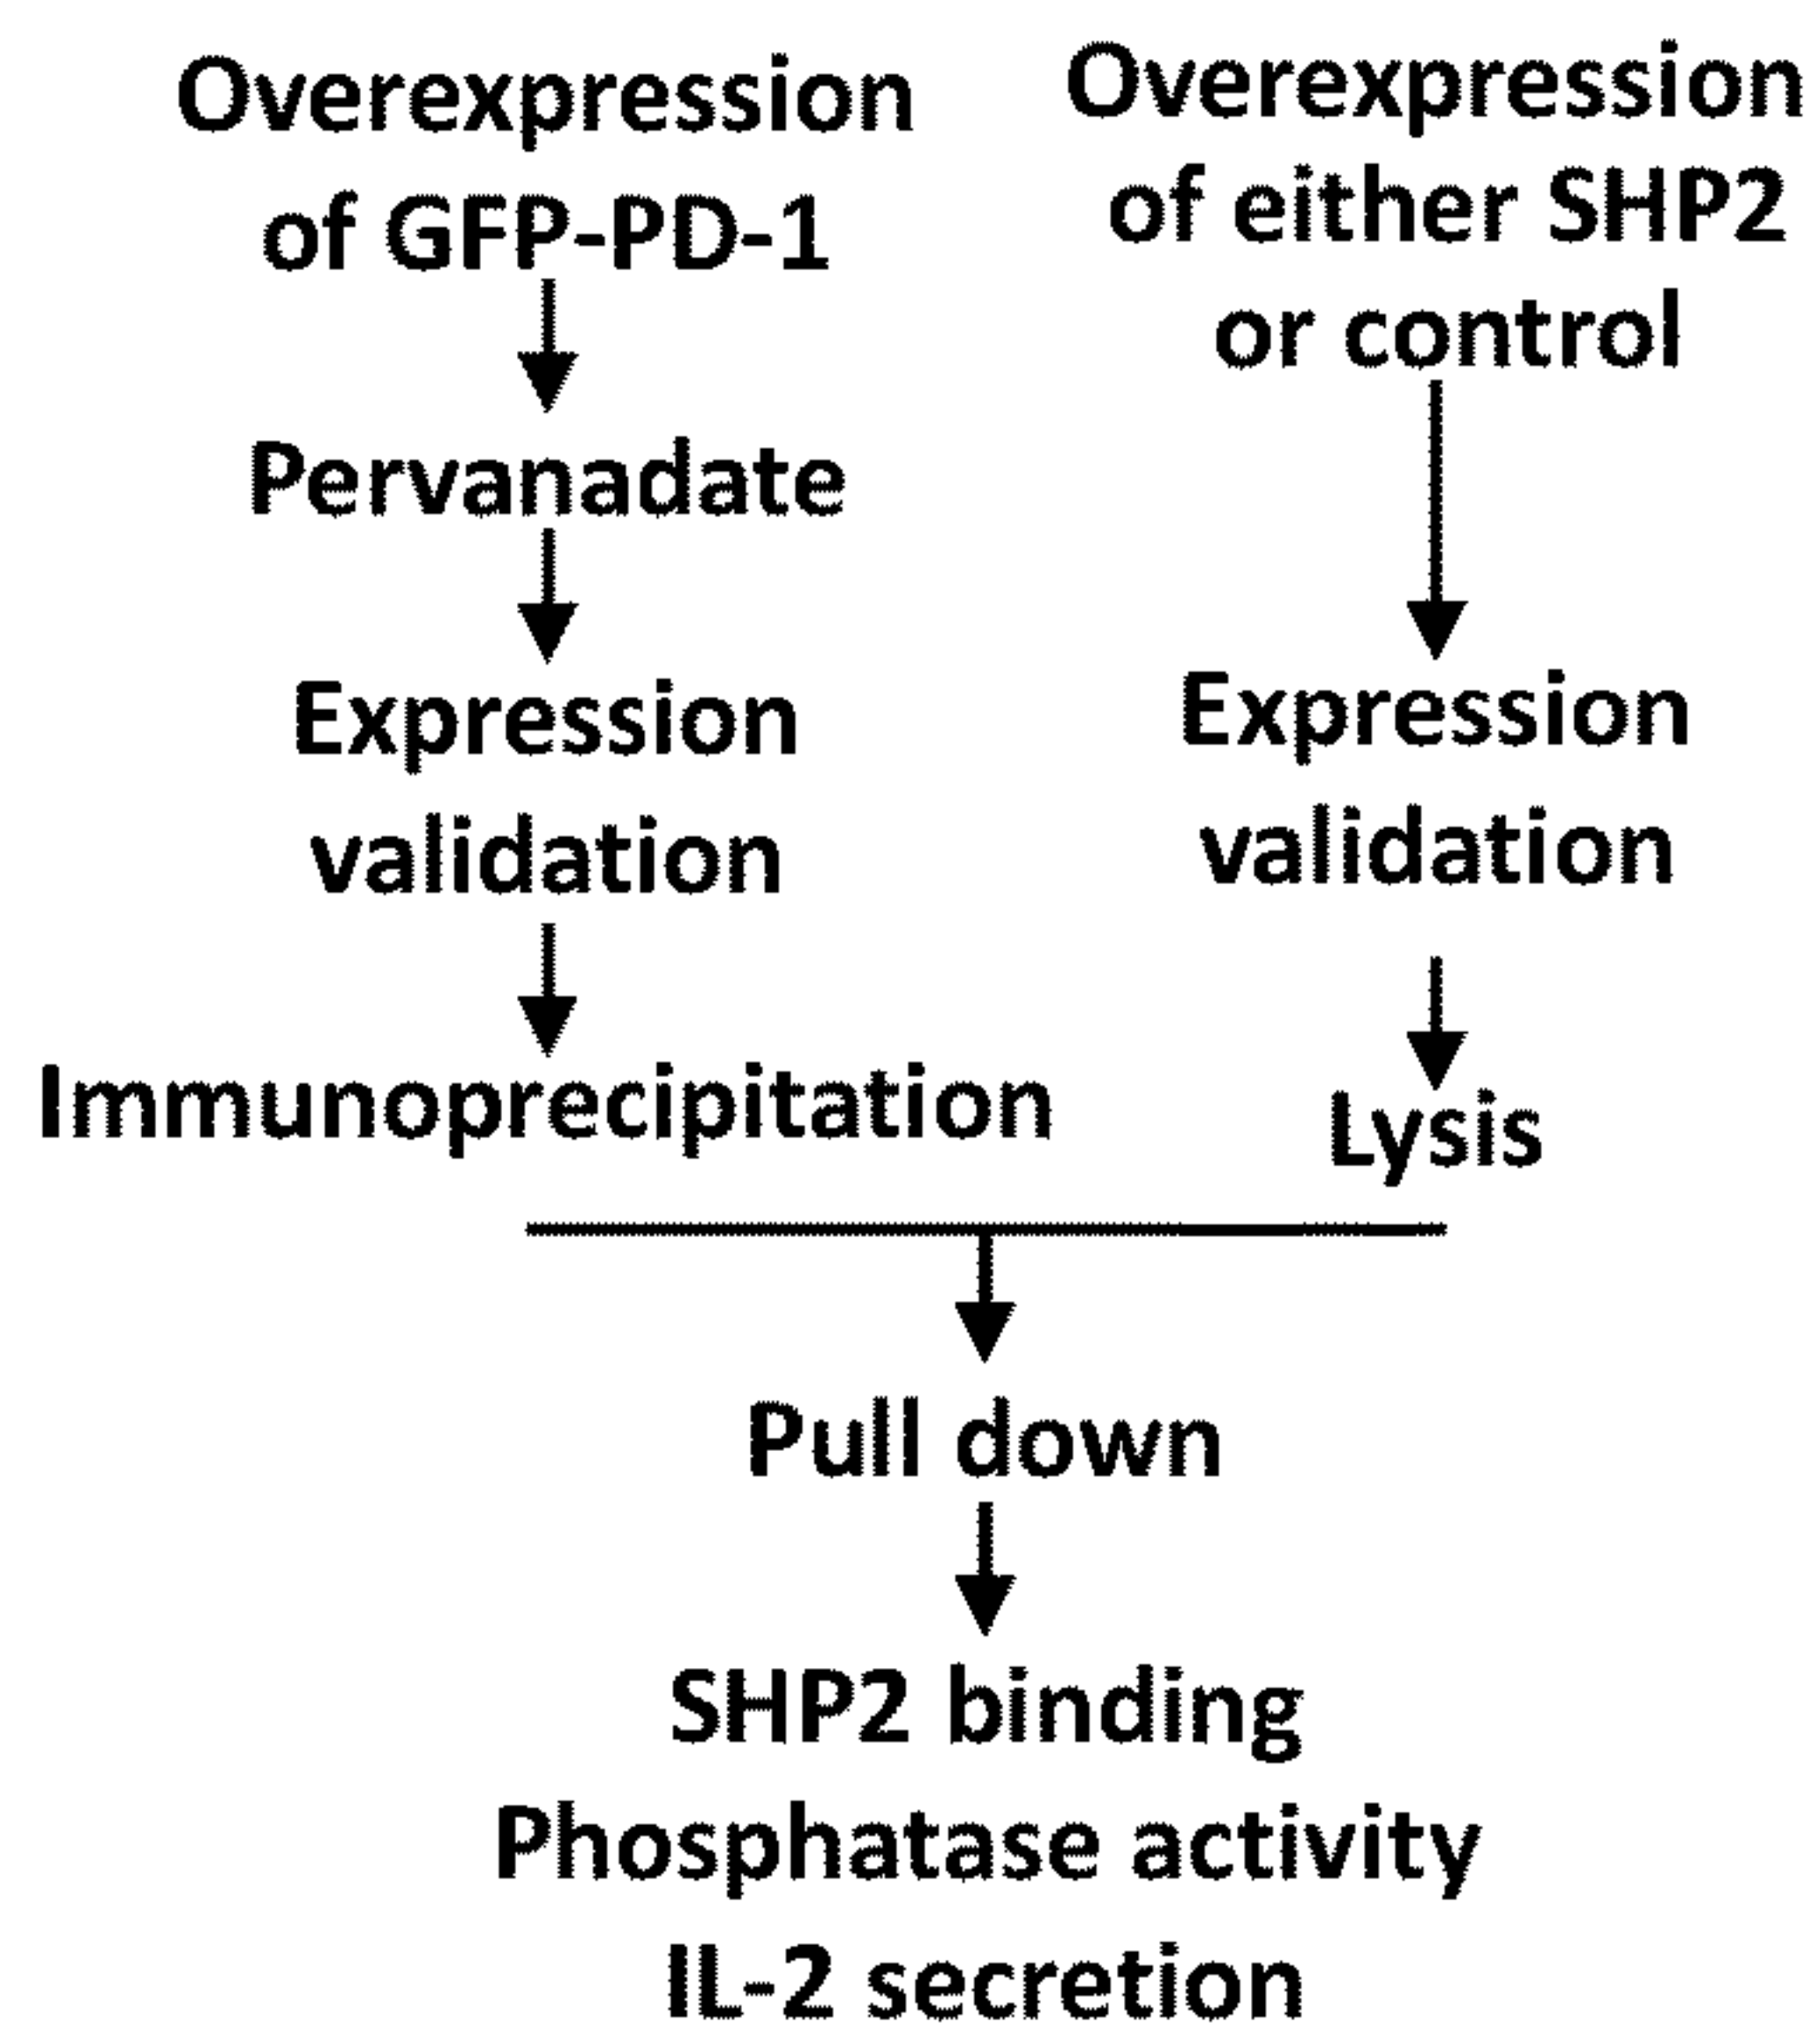 Overexpression
of GFP-PD-1
Pervanadate
Expression
validation
Immunoprecipitation
Overexpression
of either SHP2
or control
Expression
validation
Lysis
Pull down
SHP2 binding
Phosphatase activity
IL-2 secretion